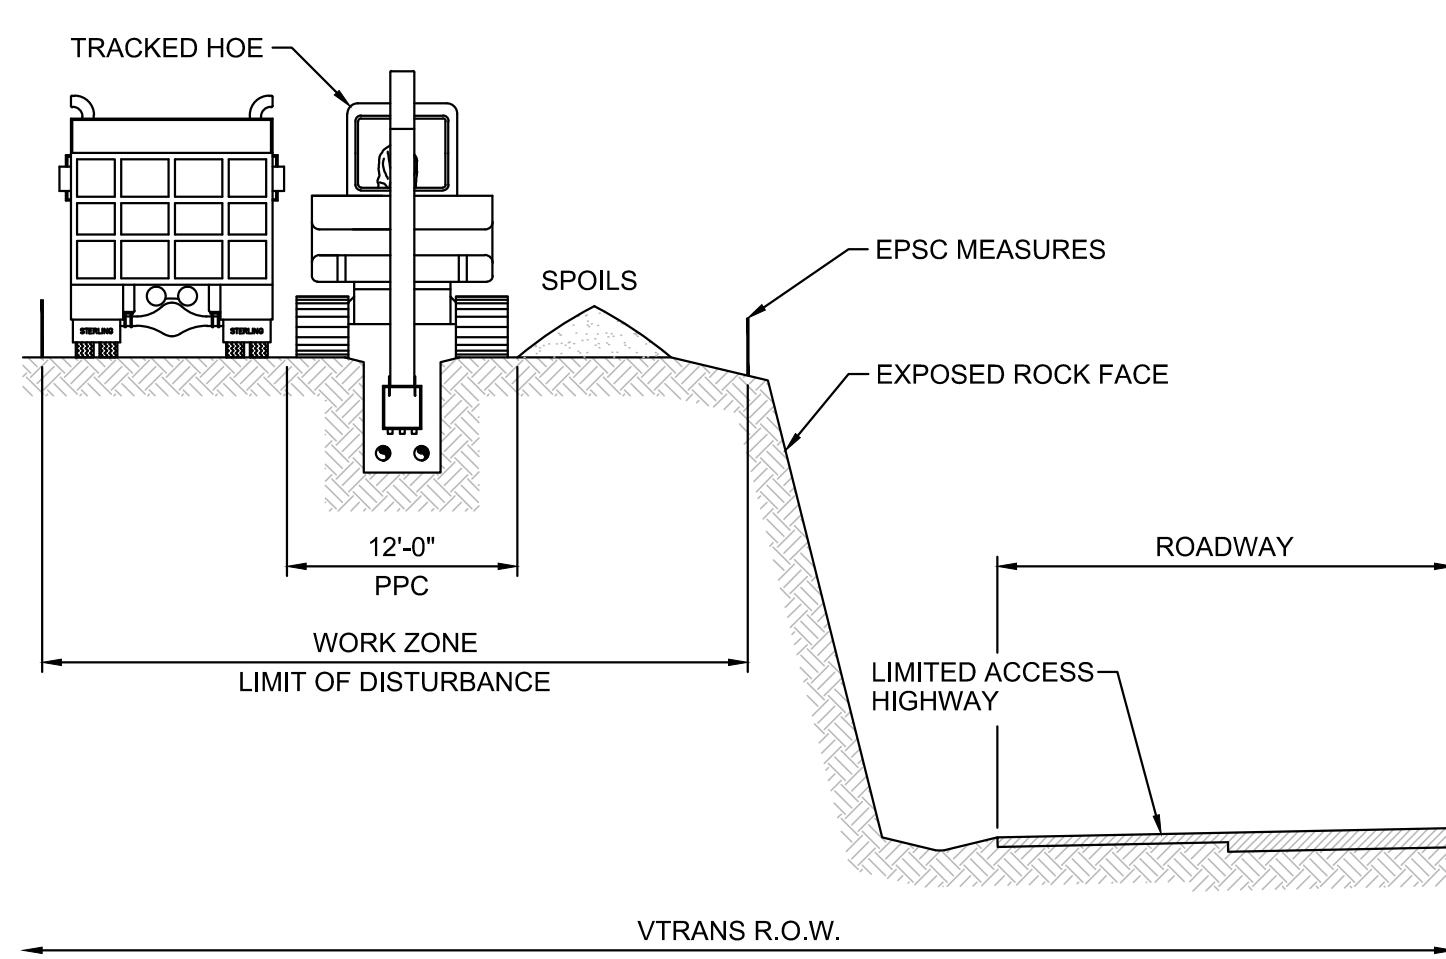 TRACKED HOE
EPSC MEASURES
SPOILS
STERLING
STERLING
EXPOSED ROCK FACE
12'-0"
PPC
ROADWAY
WORK ZONE
LIMIT OF DISTURBANCE
LIMITED ACCESS
HIGHWAY
VTRANS R.O.W.